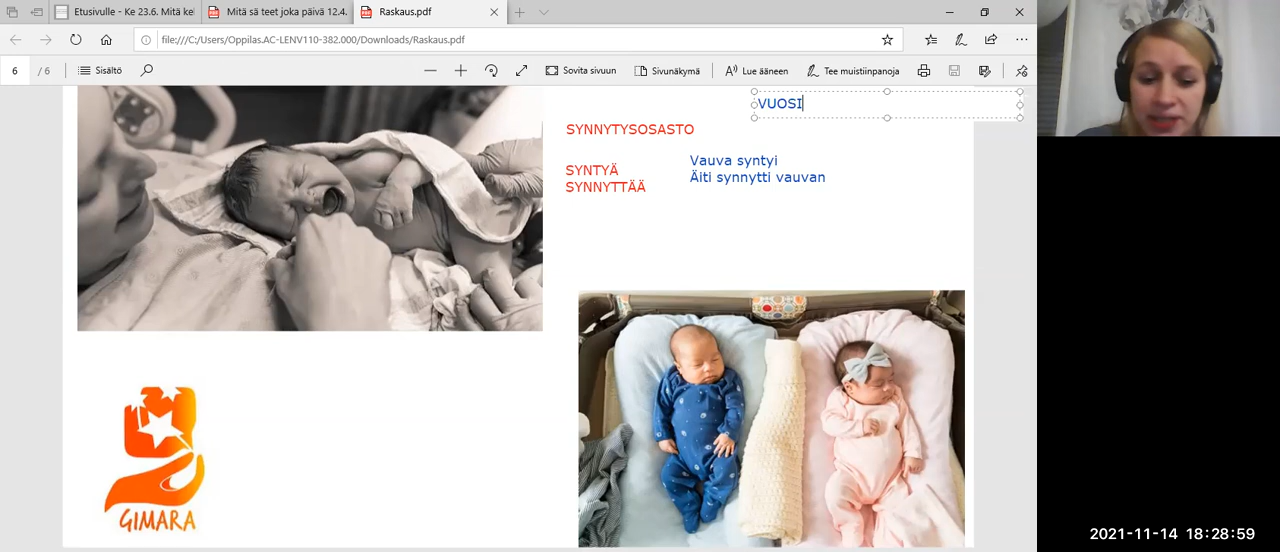 Etusivulle - Ke 23.6. Mitä ke
Mitä sä teet joka päivä 12.4.
Raskaus.pdf
file:///C:/Users/Oppilas.AC-LENV110-382.000/Downloads/Raskaus.pdf
6 / 6
Sisältö
Sovita sivuun
Sivunäkymä
Lue ääneen
Tee muistiinpanoja
VUOSI
SYNNYTYSOSASTO
SYNTYÄ
Vauva syntyi
SYNNYTTÄÄ
Äiti synnytti vauvan
GIMARA
2021-11-14 18:28:59